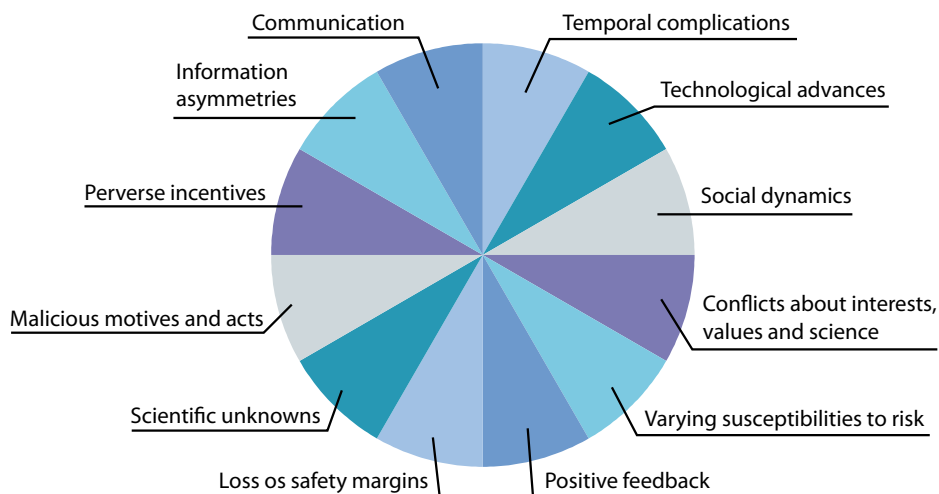 Communication
Temporal complications
Information
asymmetries
Technological advances
Perverse incentives
Social dynamics
Malicious motives and acts
Conflicts about interests,
values and science
Scientific unknowns
Varying susceptibilities to risk
Loss os safety margins
Positive feedback